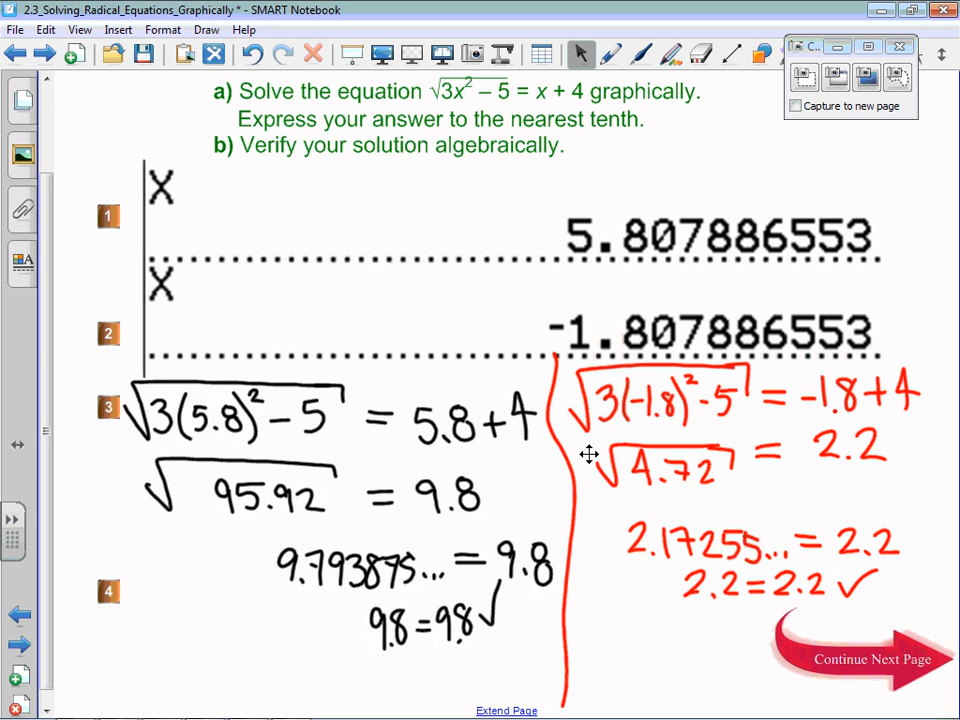 2.3_Solving_Radical_Equations_Graphically * - SMART Notebook
File Edit View Insert Format Draw Help
C..
Capture to new page
a) Solve the equation √3x² – 5 = x + 4 graphically.
Express your answer to the nearest tenth.
b) Verify your solution algebraically.
X
1
5.807886553
X
2
-1.807886553
3
√3(5.8)² - 5 = 5.8 + 4
√95.92 = 9.8
9.793875... = 9.8
4
9.8 = 9.8 ✓
√3(-1.8)² - 5 = -1.8 + 4
√4.72 = 2.2
2.17255... = 2.2
2.2 = 2.2 ✓
Continue Next Page
Extend Page